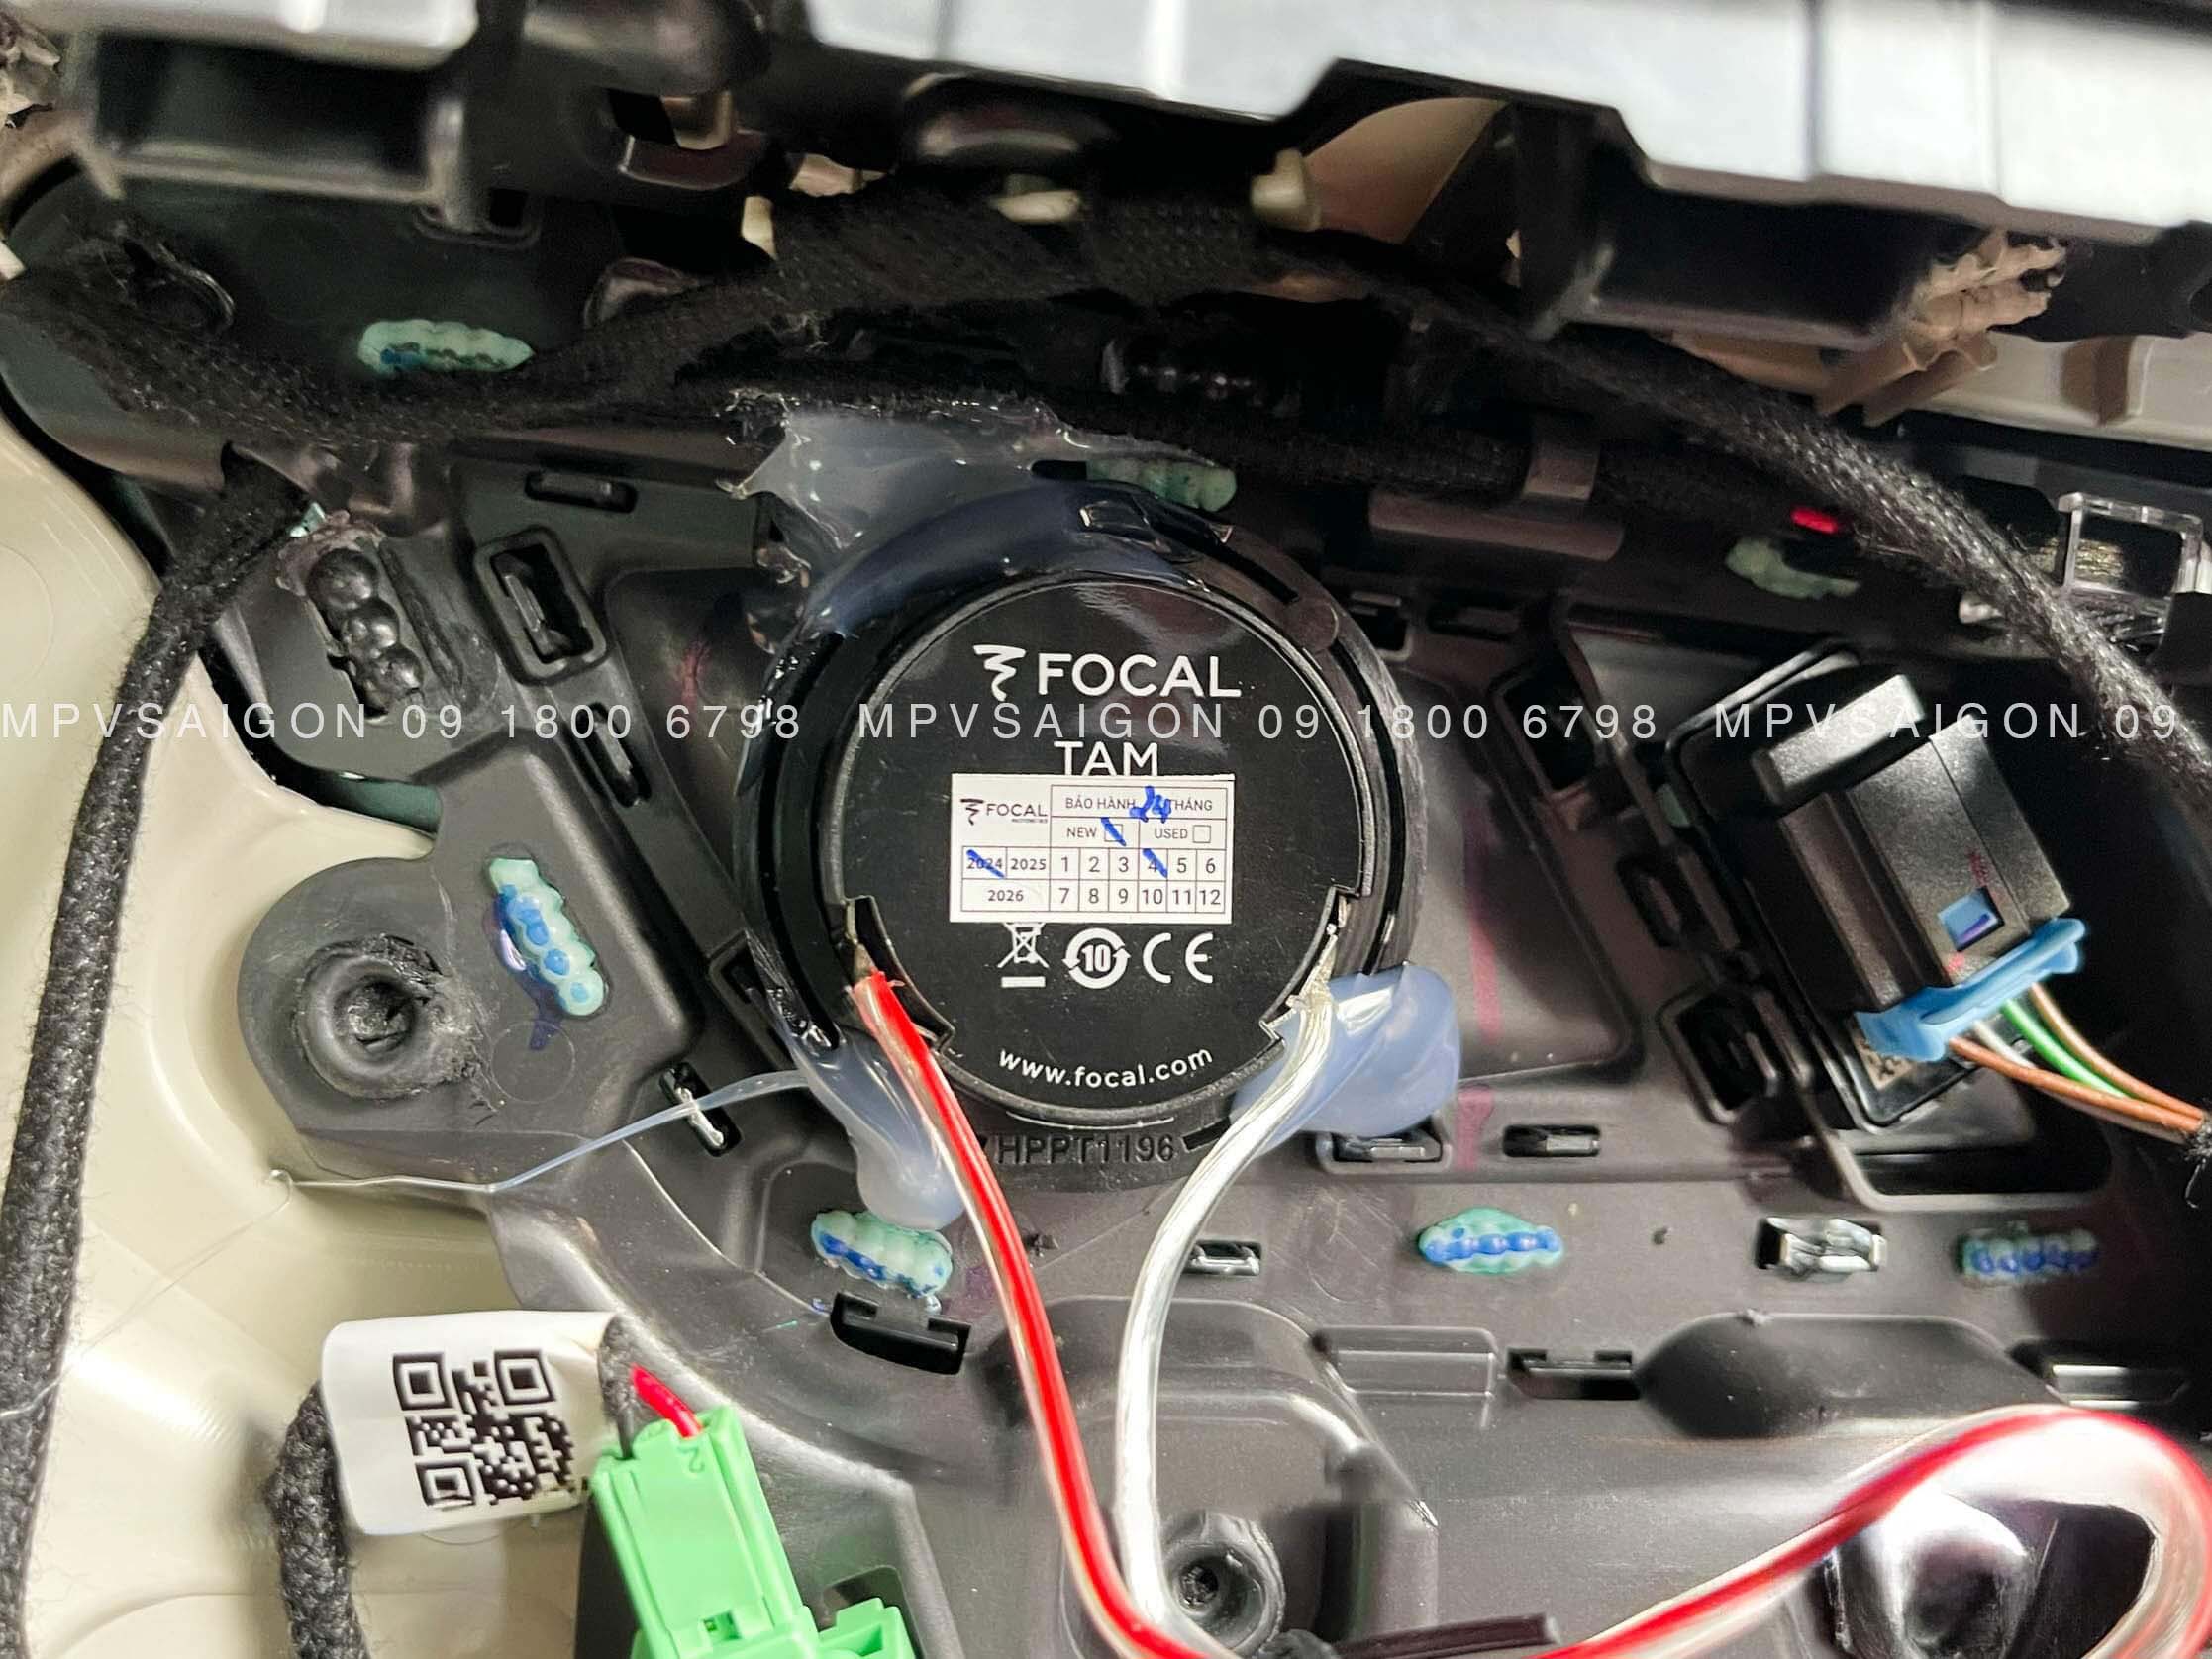 FOCAL
MPVSAIGON 09 1800 6798 MPVSAIGON 09 1800 6798 MPVSAIGON 09
TAM
FOCAL BẢO HÀNH 24 THÁNG
NEW USED
2024 2025 1 2 3 4 5 6
2026 7 8 9 10 11 12
10 CE
www.focal.com
HPPT1196